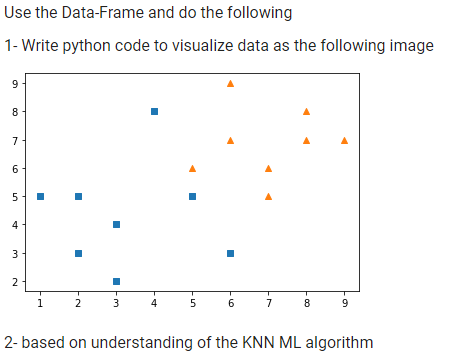 Use the Data-Frame and do the following
1- Write python code to visualize data as the following image
9
8
7
6
5
4
3
2
1 2 3 4 5 6 7 8 9
2- based on understanding of the KNN ML algorithm